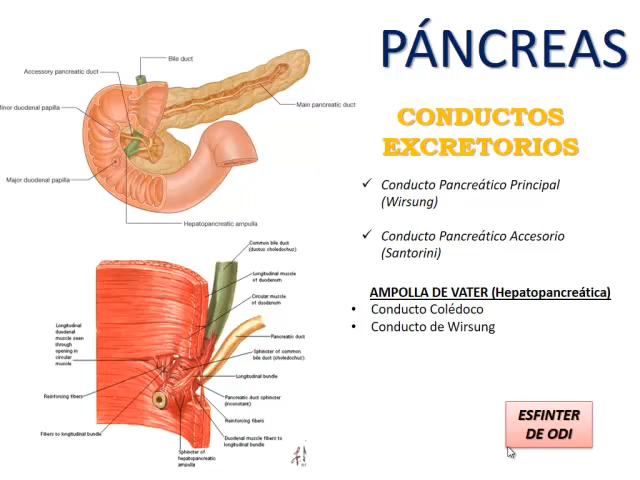 PÁNCREAS
CONDUCTOS
EXCRETORIOS
Conducto Pancreático Principal
(Wirsung)
Conducto Pancreático Accesorio
(Santorini)
AMPOLLA DE VATER (Hepatopancreática)
• Conducto Colédoco
• Conducto de Wirsung
ESFINTER
DE ODI
Bile duct
Accessory pancreatic duct
Main pancreatic duct
inor duodenal papilla
Major duodenal papilla
Hepatopancreatic ampulla
Common bile duct
(ductus choledochus)
Longitudinal muscle
of duodenum
Circular muscle
of duodenum
Pancreatic duct
Sphincter of common
bile duct (choledochus)
Longitudinal bundle
Pancreatic duct sphincter
(inconstant)
Reinforcing fibers
Duodenal muscle fibers to
longitudinal bundle
Longitudinal
duodenal
muscle seen
through
opening in
circular
muscle
Reinforcing fibers
Fibers to longitudinal bundle
Sphincter of
hepatopancreatic
ampulla